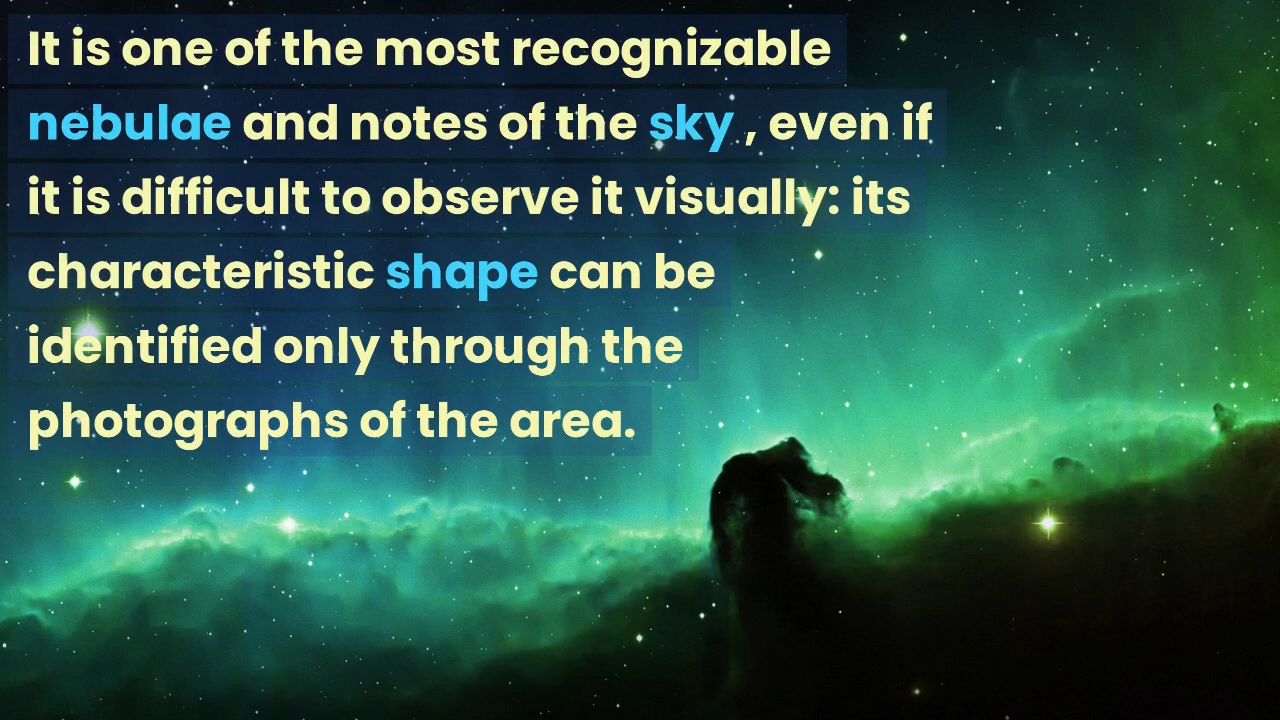 It is one of the most recognizable
nebulae and notes of the sky , even if
it is difficult to observe it visually: its
characteristic shape can be
identified only through the
photographs of the area.